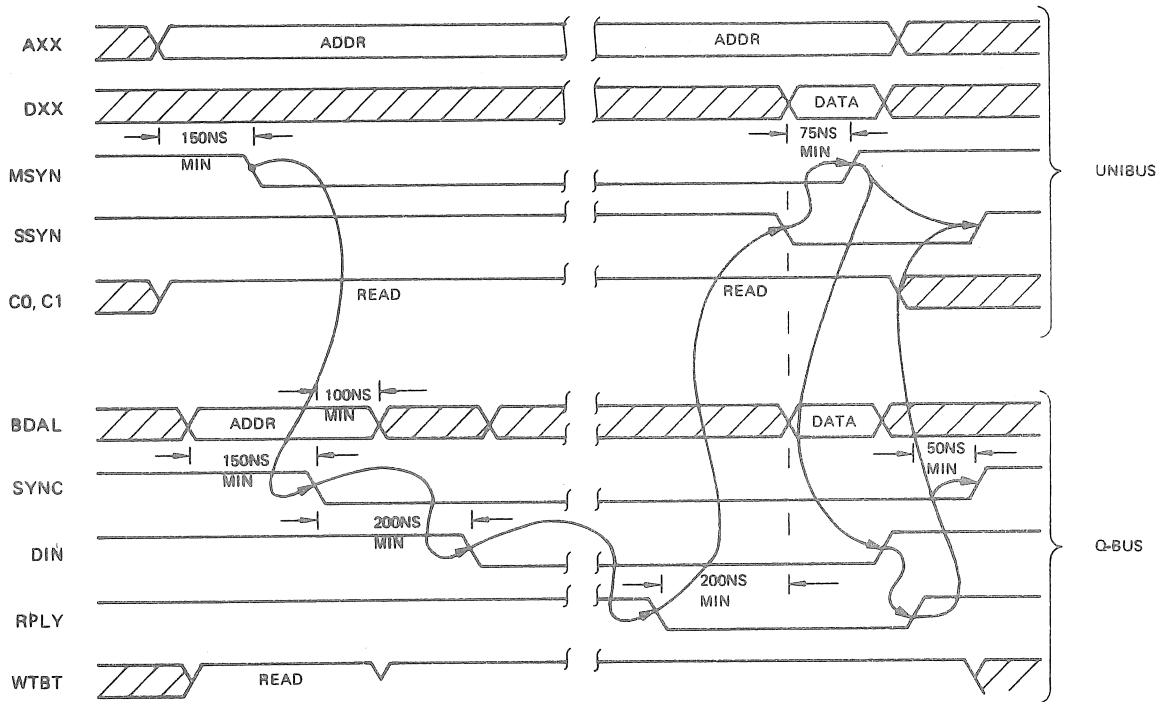 AXX
ADDR
ADDR
DXX
DATA
150NS
MIN
75NS
MIN
MSYN
UNIBUS
SSYN
C0, C1
READ
READ
100NS
MIN
BDAL
ADDR
DATA
150NS
MIN
50NS
MIN
SYNC
200NS
MIN
DIN
Q-BUS
200NS
MIN
RPLY
WTBT
READ